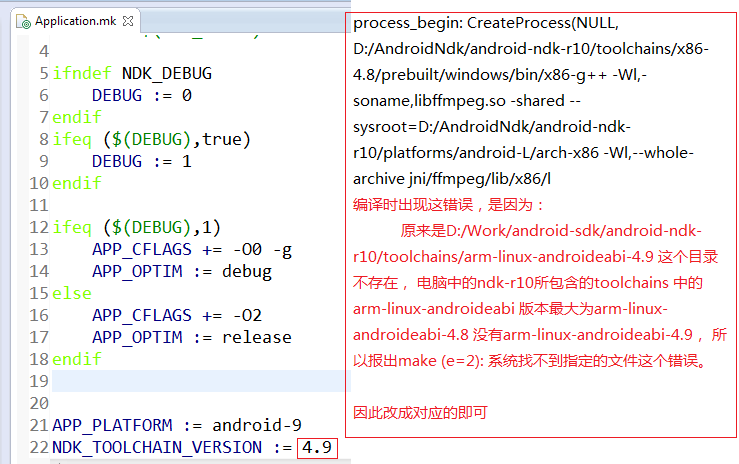 Application.mk
4
5 ifndef NDK_DEBUG
6 DEBUG := 0
7 endif
8 ifeq ($(DEBUG),true)
9 DEBUG := 1
10 endif
11
12 ifeq ($(DEBUG),1)
13 APP_CFLAGS += -O0 -g
14 APP_OPTIM := debug
15 else
16 APP_CFLAGS += -O2
17 APP_OPTIM := release
18 endif
19
20
21 APP_PLATFORM := android-9
22 NDK_TOOLCHAIN_VERSION := 4.9
process_begin: CreateProcess(NULL,
D:/AndroidNdk/android-ndk-r10/toolchains/x86-
4.8/prebuilt/windows/bin/x86-g++ -Wl,-
soname,libffmpeg.so -shared --
sysroot=D:/AndroidNdk/android-ndk-
r10/platforms/android-L/arch-x86 -Wl,--whole-
archive jni/ffmpeg/lib/x86/l
编译时出现这错误，是因为：
原来是D:/Work/android-sdk/android-ndk-
r10/toolchains/arm-linux-androideabi-4.9 这个目录
不存在， 电脑中的ndk-r10所包含的toolchains 中的
arm-linux-androideabi 版本最大为arm-linux-
androideabi-4.8 没有arm-linux-androideabi-4.9 ，所
以报出make (e=2): 系统找不到指定的文件这个错误。
因此改成对应的即可